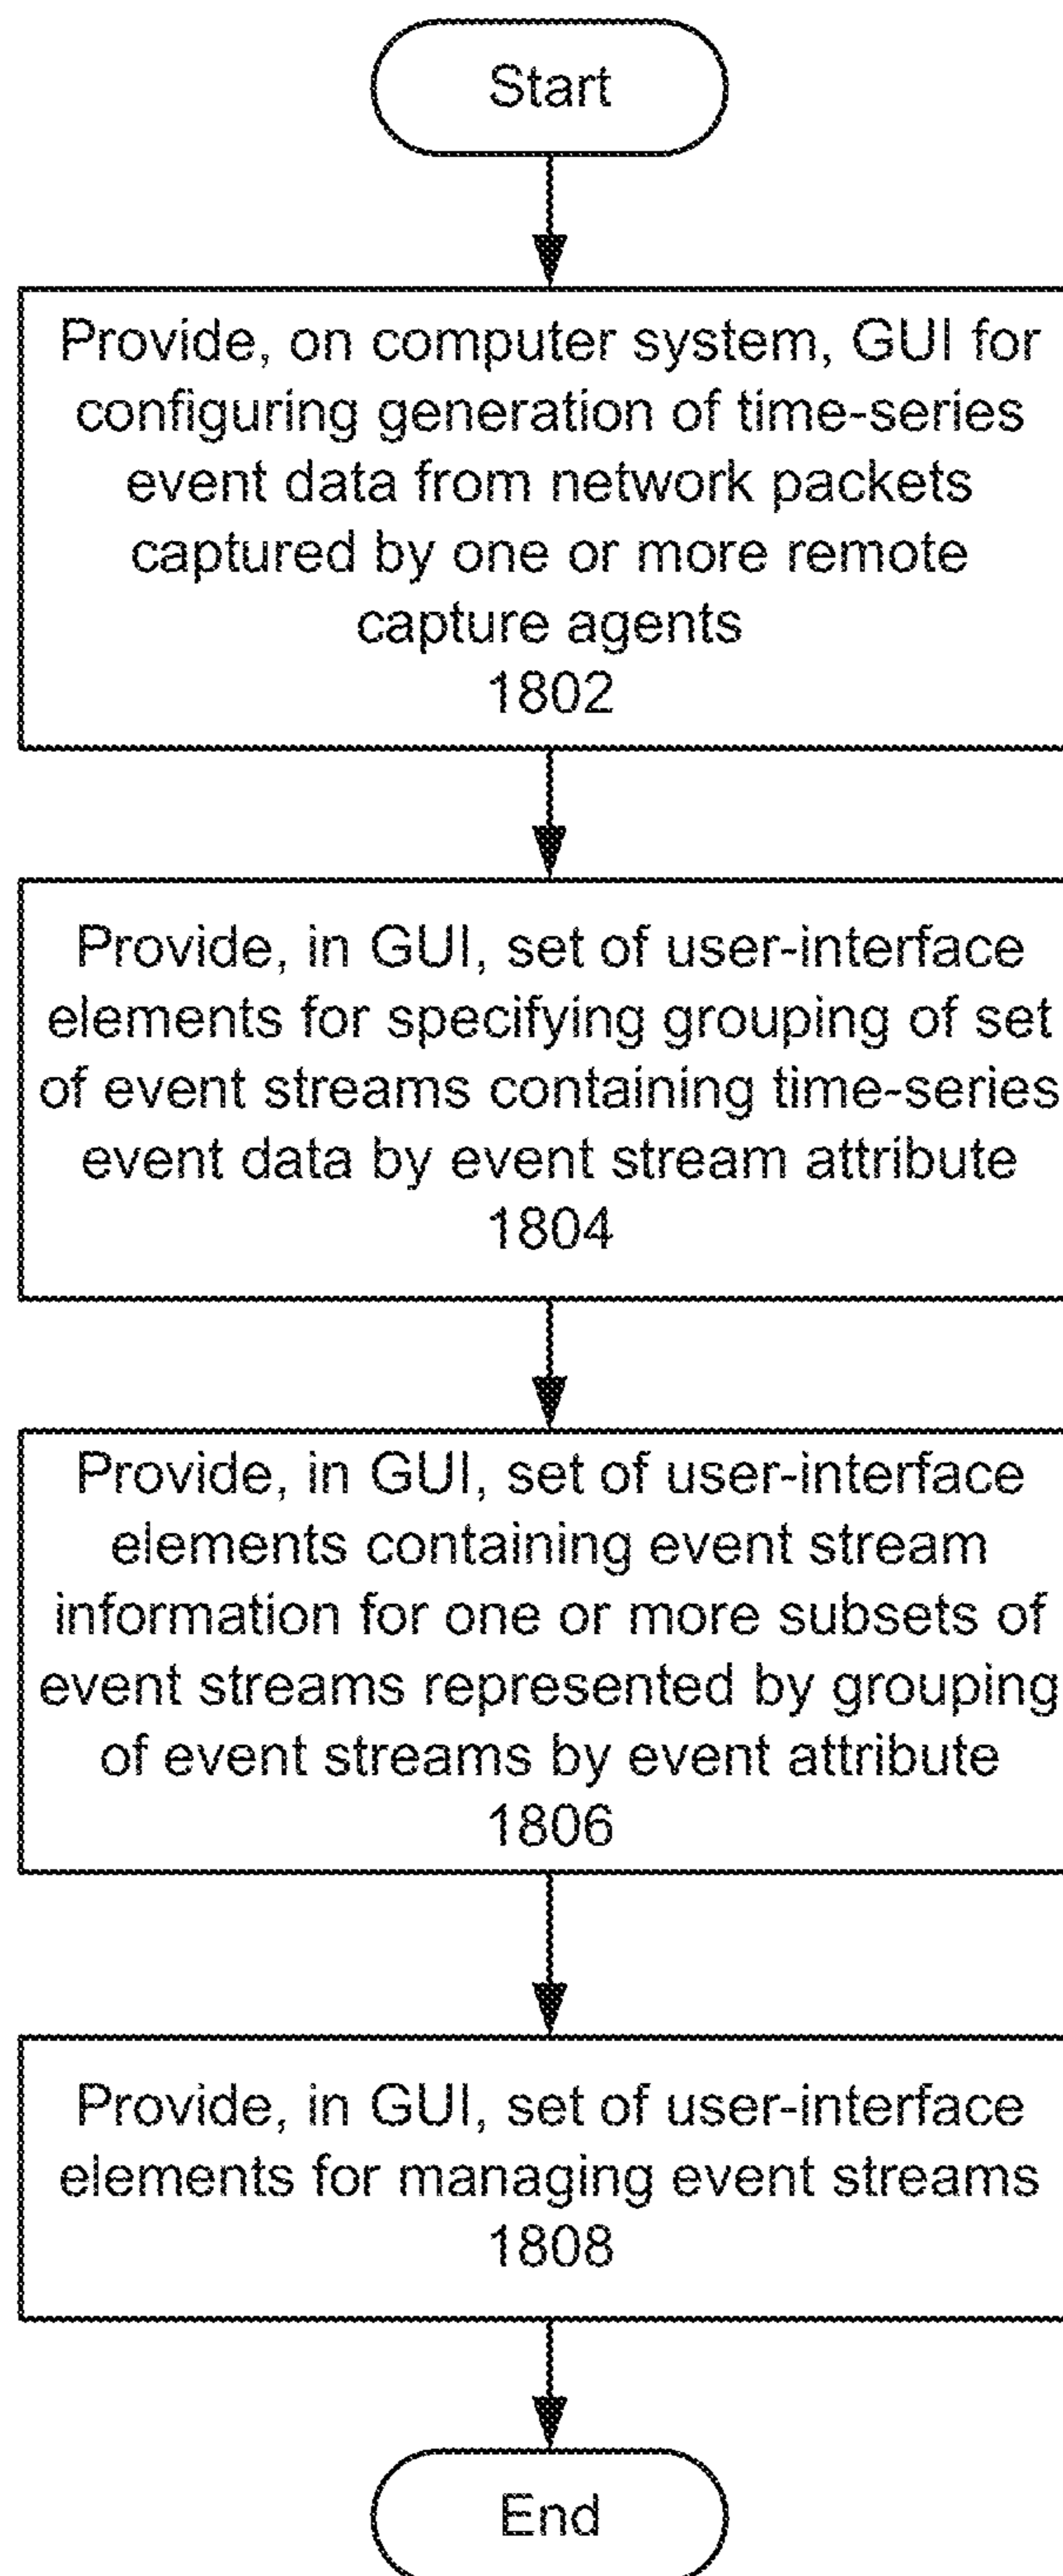 Start
Provide, on computer system, GUI for
configuring generation of time-series
event data from network packets
captured by one or more remote
capture agents
1802
Provide, in GUI, set of user-interface
elements for specifying grouping of set
of event streams containing time-series
event data by event stream attribute
1804
Provide, in GUI, set of user-interface
elements containing event stream
information for one or more subsets of
event streams represented by grouping
of event streams by event attribute
1806
Provide, in GUI, set of user-interface
elements for managing event streams
1808
End